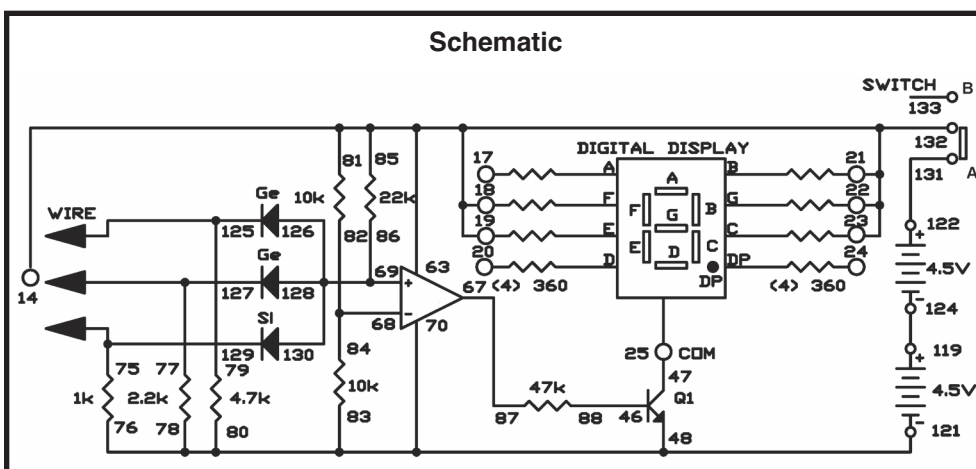 Schematic
SWITCH B
133
132
131 A
DIGITAL DISPLAY
17 A B 21
18 F G 22
19 E C 23
20 D DP 24
(4) 360 (4) 360
A
F B
G
E C
D
DP
81 85
10k 22k
82 86
WIRE
14
Ge
125 126
Ge
127 128
Si
129 130
69 + 63
68 - 70
67
84
10k
83
75 77 79
1k 2.2k 4.7k
76 78 80
25 COM
47
47k Q1
87 88 46
48
+ 122
4.5V
- 124
119
+
4.5V
- 121